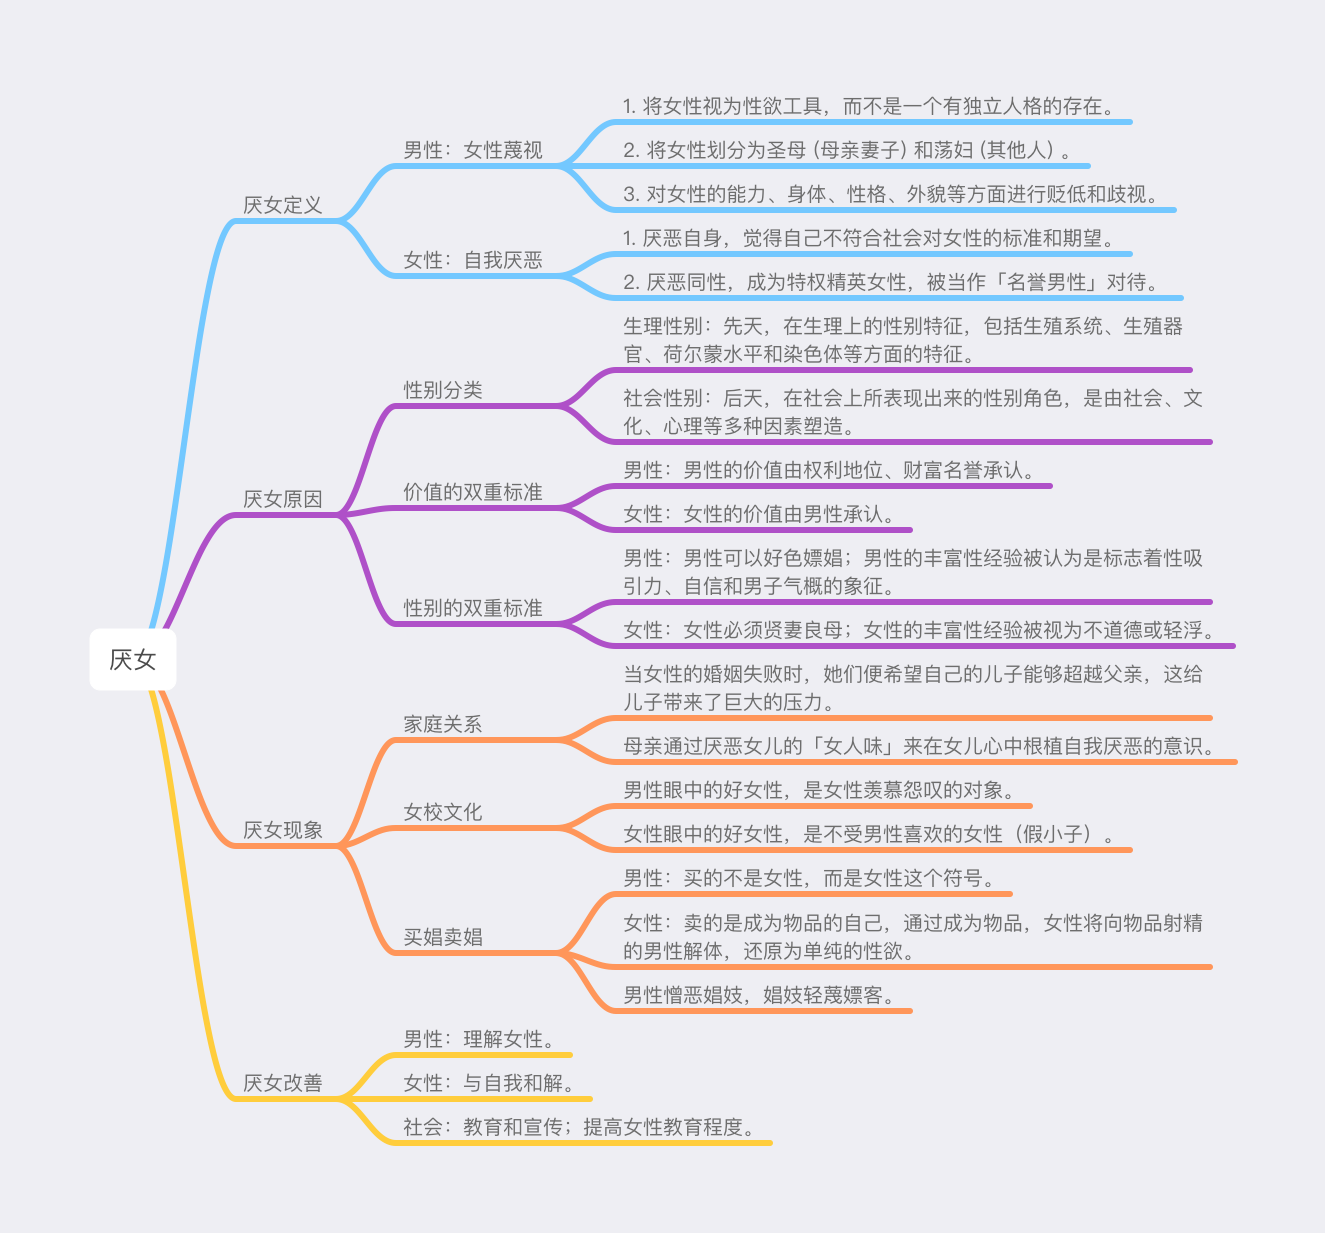 厌女
厌女定义
男性：女性蔑视
1. 将女性视为性欲工具，而不是一个有独立人格的存在。
2. 将女性划分为圣母 (母亲妻子) 和荡妇 (其他人) 。
3. 对女性的能力、身体、性格、外貌等方面进行贬低和歧视。
女性：自我厌恶
1. 厌恶自身，觉得自己不符合社会对女性的标准和期望。
2. 厌恶同性，成为特权精英女性，被当作「名誉男性」对待。
厌女原因
性别分类
生理性别：先天，在生理上的性别特征，包括生殖系统、生殖器
官、荷尔蒙水平和染色体等方面的特征。
社会性别：后天，在社会上所表现出来的性别角色，是由社会、文
化、心理等多种因素塑造。
价值的双重标准
男性：男性的价值由权利地位、财富名誉承认。
女性：女性的价值由男性承认。
性别的双重标准
男性：男性可以好色嫖娼；男性的丰富性经验被认为是标志着性吸
引力、自信和男子气概的象征。
女性：女性必须贤妻良母；女性的丰富性经验被视为不道德或轻浮。
厌女现象
家庭关系
当女性的婚姻失败时，她们便希望自己的儿子能够超越父亲，这给
儿子带来了巨大的压力。
母亲通过厌恶女儿的「女人味」来在女儿心中根植自我厌恶的意识。
女校文化
男性眼中的好女性，是女性羡慕怨叹的对象。
女性眼中的好女性，是不受男性喜欢的女性（假小子）。
买娼卖娼
男性：买的不是女性，而是女性这个符号。
女性：卖的是成为物品的自己，通过成为物品，女性将向物品射精
的男性解体，还原为单纯的性欲。
男性憎恶娼妓，娼妓轻蔑嫖客。
厌女改善
男性：理解女性。
女性：与自我和解。
社会：教育和宣传；提高女性教育程度。